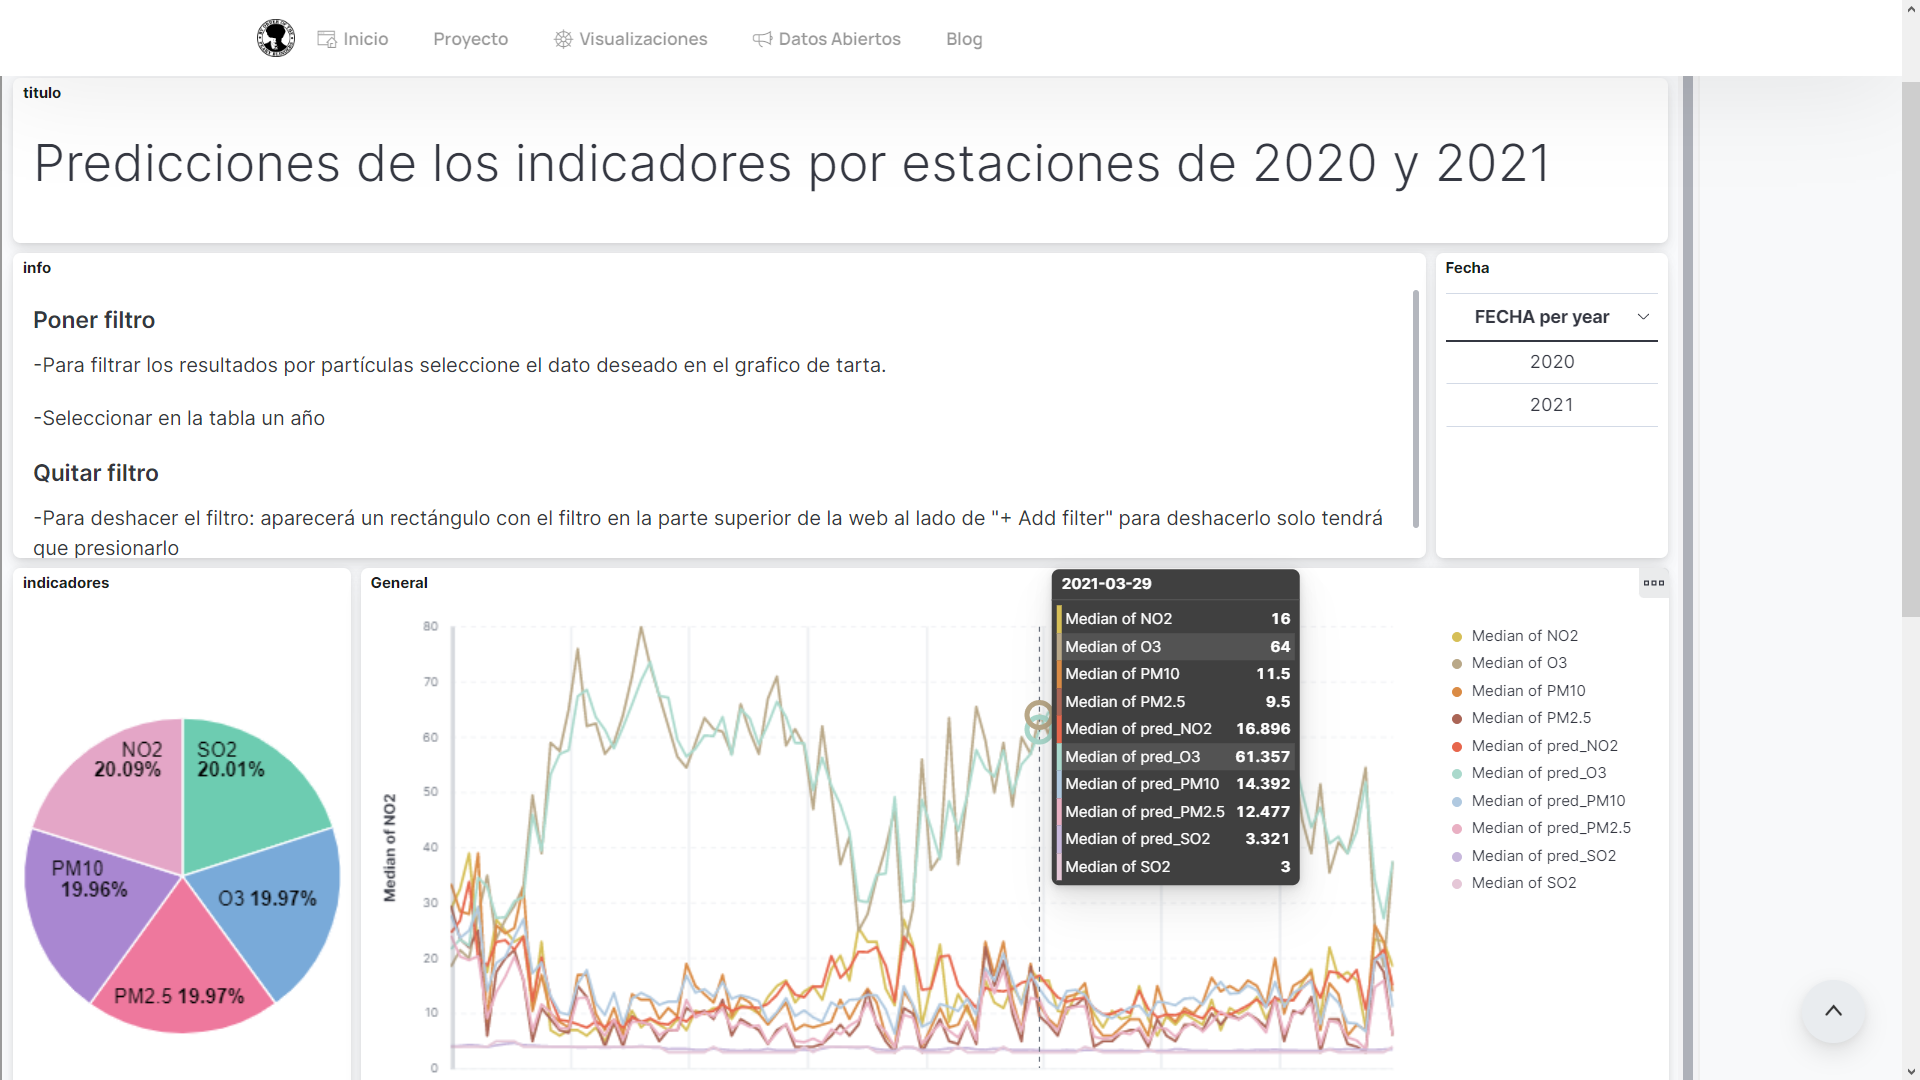 Inicio
Proyecto
Visualizaciones
Datos Abiertos
Blog
titulo
Predicciones de los indicadores por estaciones de 2020 y 2021
info
Poner filtro
-Para filtrar los resultados por partículas seleccione el dato deseado en el grafico de tarta.
-Seleccionar en la tabla un año
Quitar filtro
-Para deshacer el filtro: aparecerá un rectángulo con el filtro en la parte superior de la web al lado de "+ Add filter" para deshacerlo solo tendrá
que presionarlo
Fecha
FECHA per year
2020
2021
indicadores
NO2
20.09%
SO2
20.01%
PM10
19.96%
O3 19.97%
PM2.5 19.97%
General
Median of NO2
80
70
60
50
40
30
20
10
0
2021-03-29
Median of NO2 16
Median of O3 64
Median of PM10 11.5
Median of PM2.5 9.5
Median of pred_NO2 16.896
Median of pred_O3 61.357
Median of pred_PM10 14.392
Median of pred_PM2.5 12.477
Median of pred_SO2 3.321
Median of SO2 3
Median of NO2
Median of O3
Median of PM10
Median of PM2.5
Median of pred_NO2
Median of pred_O3
Median of pred_PM10
Median of pred_PM2.5
Median of pred_SO2
Median of SO2